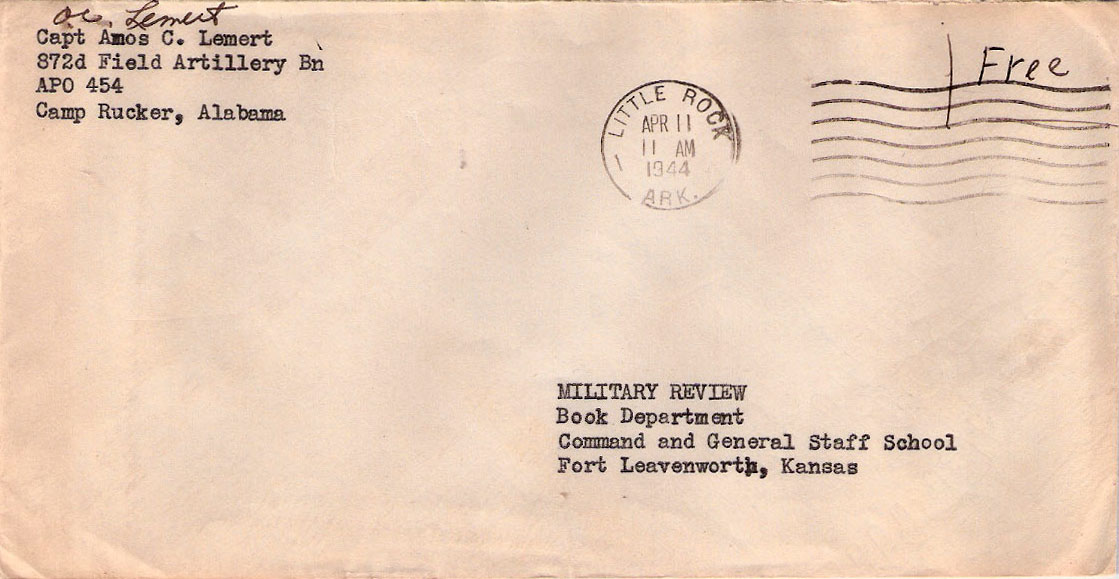 ac. Lemert
Capt Amos C. Lemert
872d Field Artillery Bn
APO 454
Camp Rucker, Alabama
LITTLE ROCK
APR 11
11 AM
1944
ARK.
Free
MILITARY REVIEW
Book Department
Command and General Staff School
Fort Leavenworth, Kansas